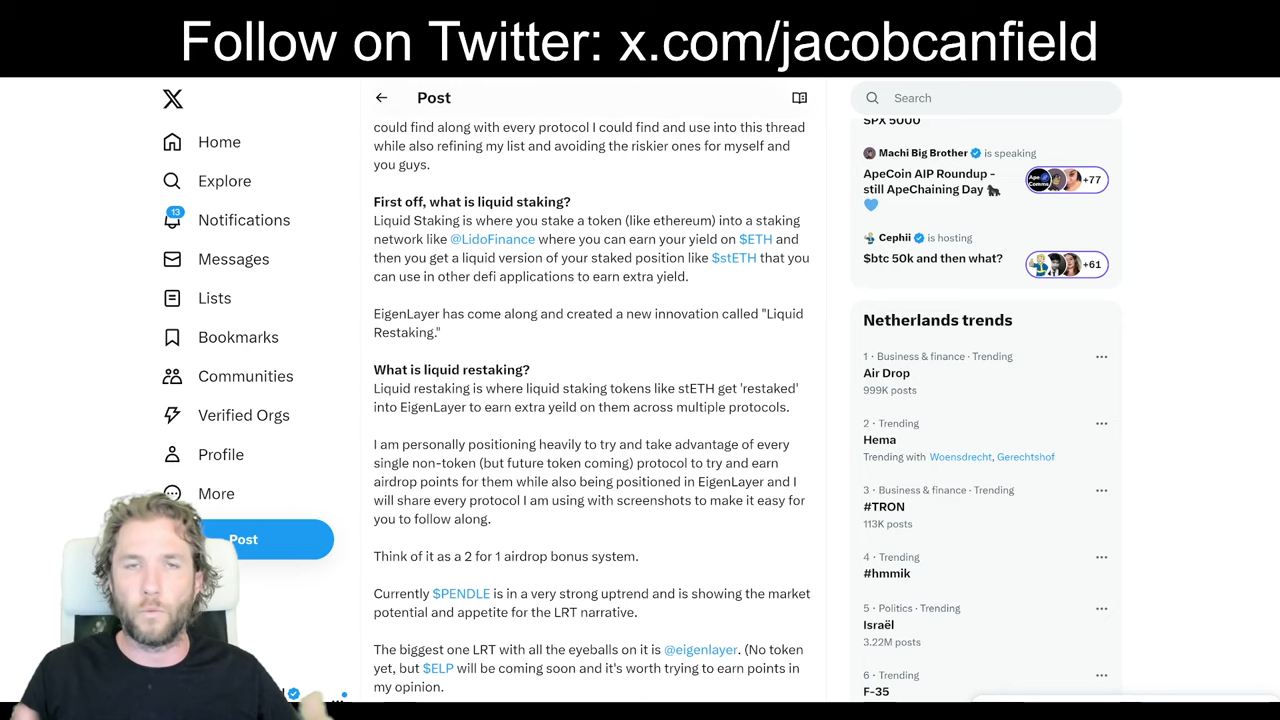 Follow on Twitter: x.com/jacobcanfield
Home
Explore
13
Notifications
Messages
Lists
Bookmarks
Communities
Verified Orgs
Profile
More
Post
Post
could find along with every protocol I could find and use into this thread
while also refining my list and avoiding the riskier ones for myself and
you guys.
First off, what is liquid staking?
Liquid Staking is where you stake a token (like ethereum) into a staking
network like @LidoFinance where you can earn your yield on $ETH and
then you get a liquid version of your staked position like $stETH that you
can use in other defi applications to earn extra yield.
EigenLayer has come along and created a new innovation called "Liquid
Restaking."
What is liquid restaking?
Liquid restaking is where liquid staking tokens like stETH get 'restaked'
into EigenLayer to earn extra yeild on them across multiple protocols.
I am personally positioning heavily to try and take advantage of every
single non-token (but future token coming) protocol to try and earn
airdrop points for them while also being positioned in EigenLayer and I
will share every protocol I am using with screenshots to make it easy for
you to follow along.
Think of it as a 2 for 1 airdrop bonus system.
Currently $PENDLE is in a very strong uptrend and is showing the market
potential and appetite for the LRT narrative.
The biggest one LRT with all the eyeballs on it is @eigenlayer. (No token
yet, but $ELP will be coming soon and it's worth trying to earn points in
my opinion.
Search
SPX 5000
Machi Big Brother is speaking
ApeCoin AIP Roundup -
still ApeChaining Day
+77
Cephii is hosting
$btc 50k and then what?
+61
Netherlands trends
1 · Business & finance · Trending
Air Drop
999K posts
2 · Trending
Hema
Trending with Woensdrecht, Gerechtshof
3 · Business & finance · Trending
#TRON
113K posts
4 · Trending
#hmmik
5 · Politics · Trending
Israël
3.22M posts
6 · Trending
F-35